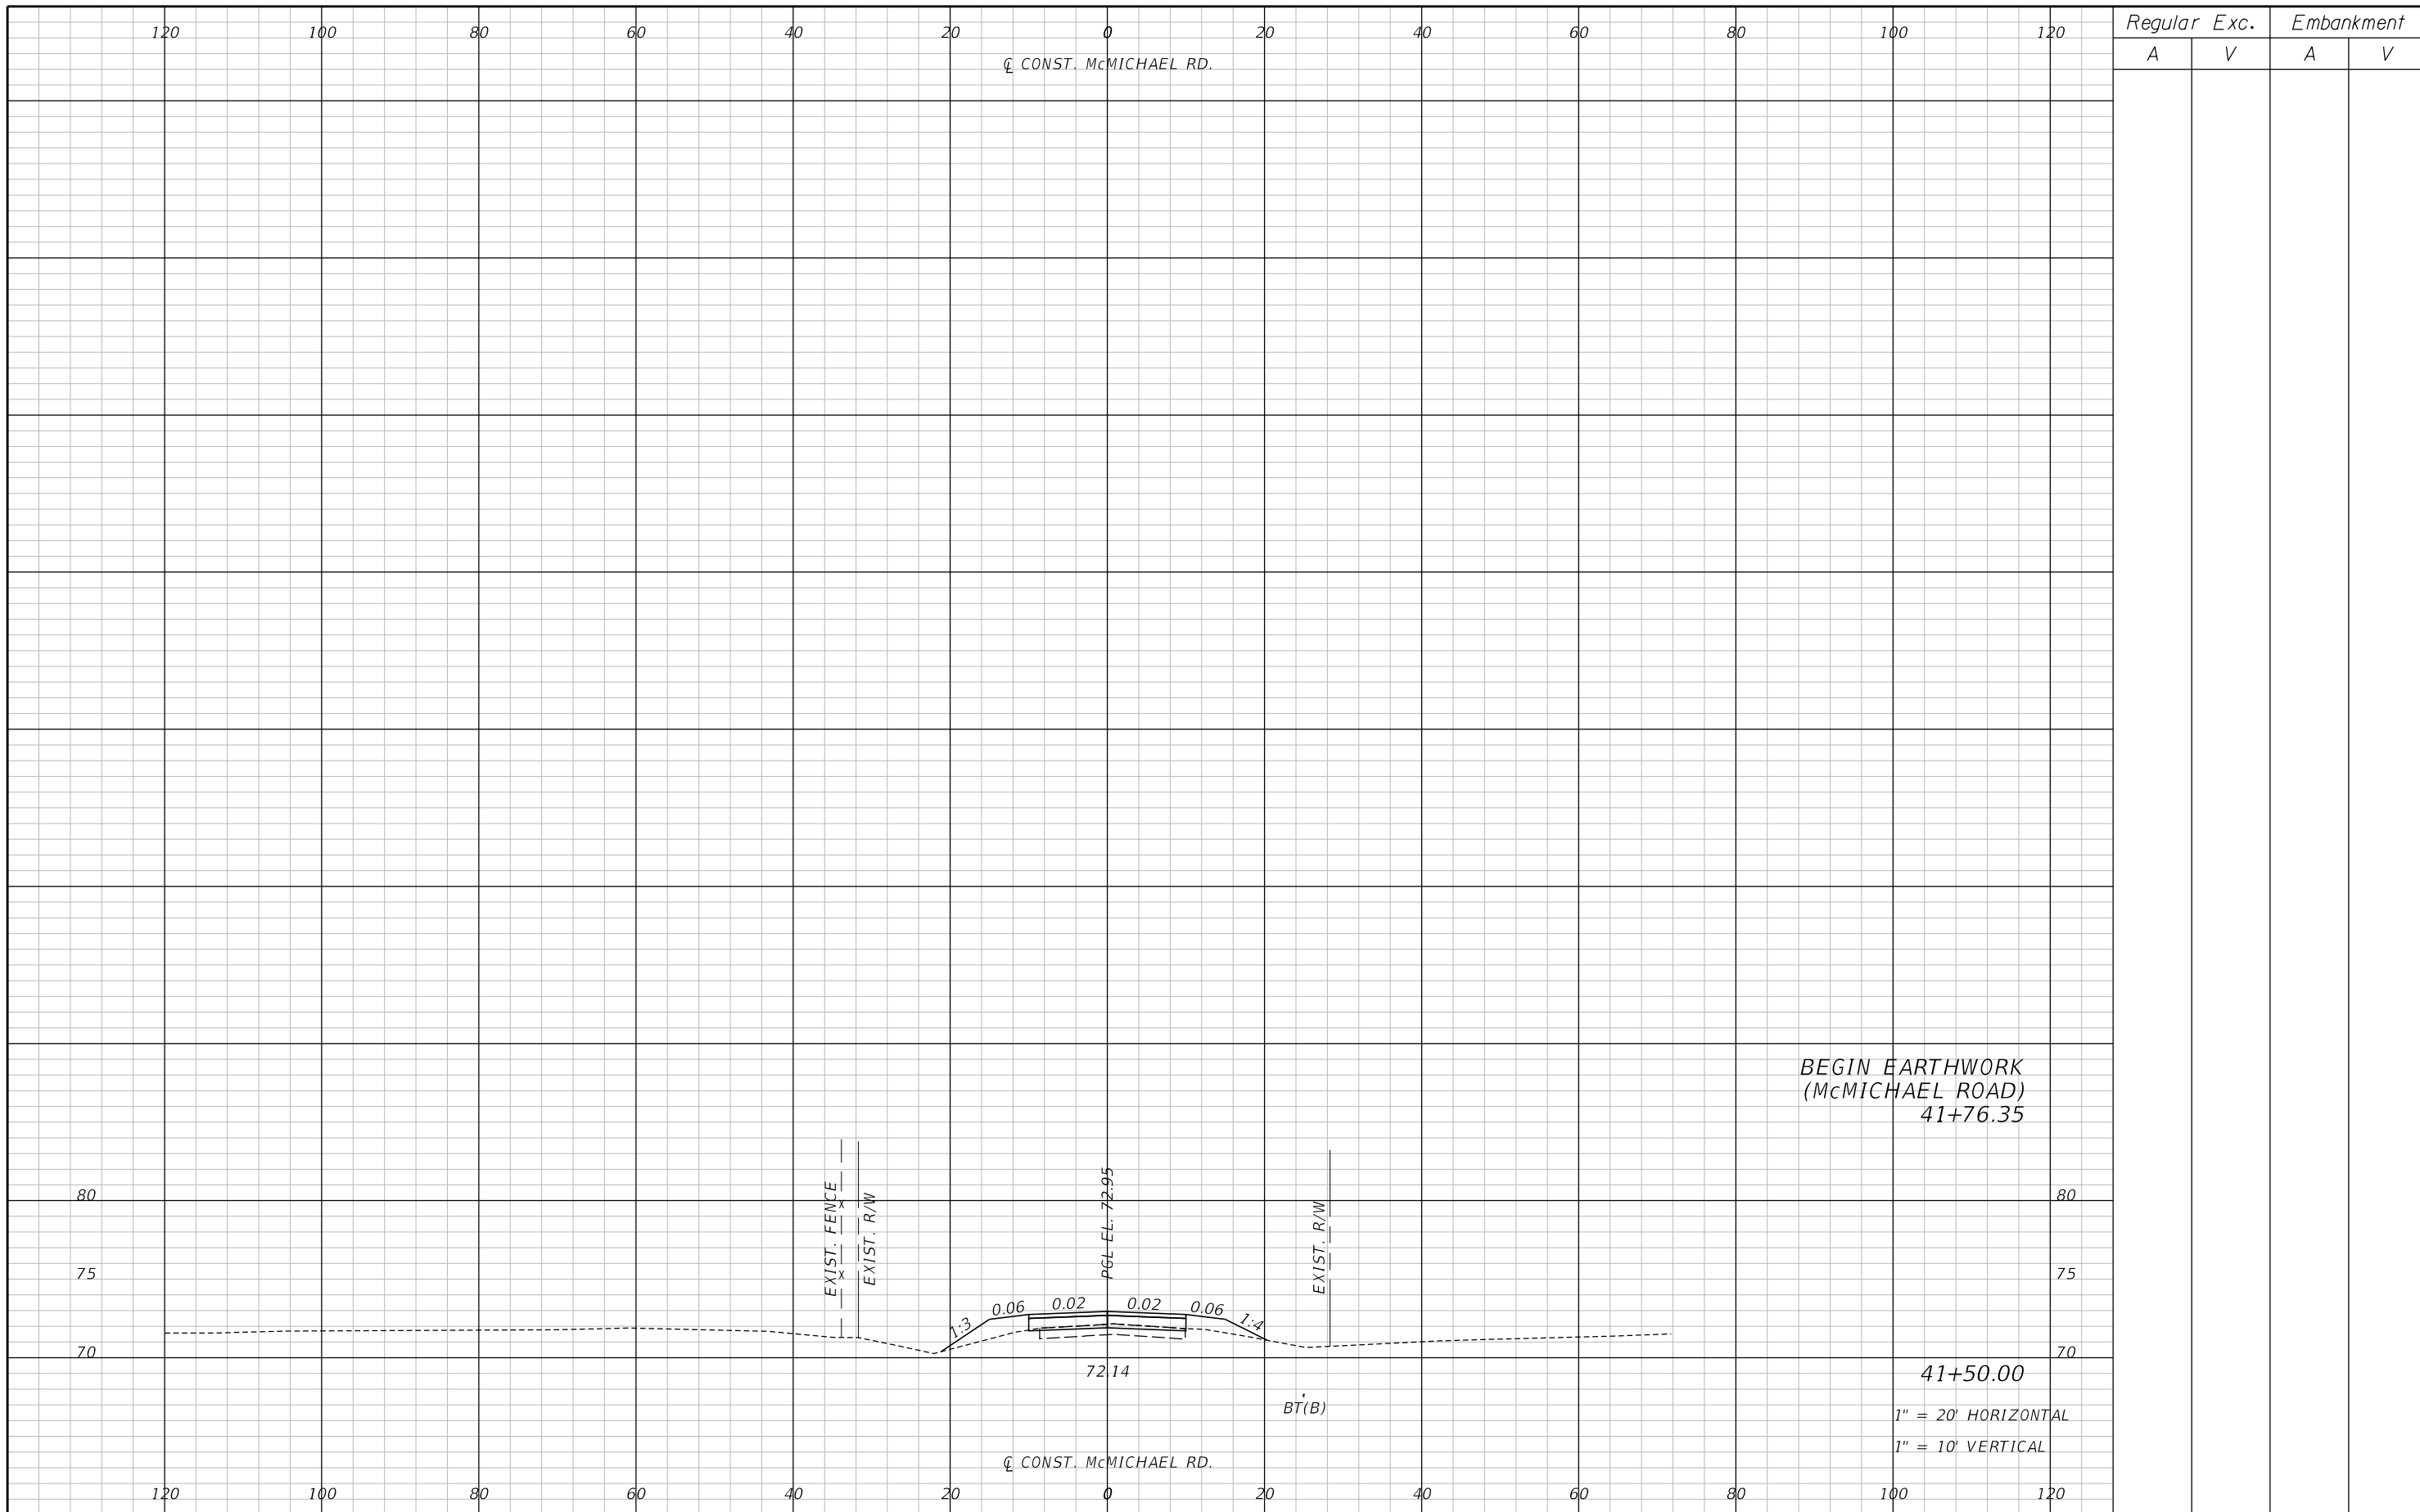 120 100 80 60 40 20 0 20 40 60 80 100 120
Regular Exc. Embankment
A V A V
℄ CONST. McMICHAEL RD.
BEGIN EARTHWORK
(McMICHAEL ROAD)
41+76.35
80 80
75 75
70 70
EXIST. FENCE
EXIST. R/W
PGL EL. 72.95
EXIST. R/W
1:3 0.06 0.02 0.02 0.06 1:4
72.14
41+50.00
BT(B)
1" = 20' HORIZONTAL
1" = 10' VERTICAL
℄ CONST. McMICHAEL RD.
120 100 80 60 40 20 0 20 40 60 80 100 120